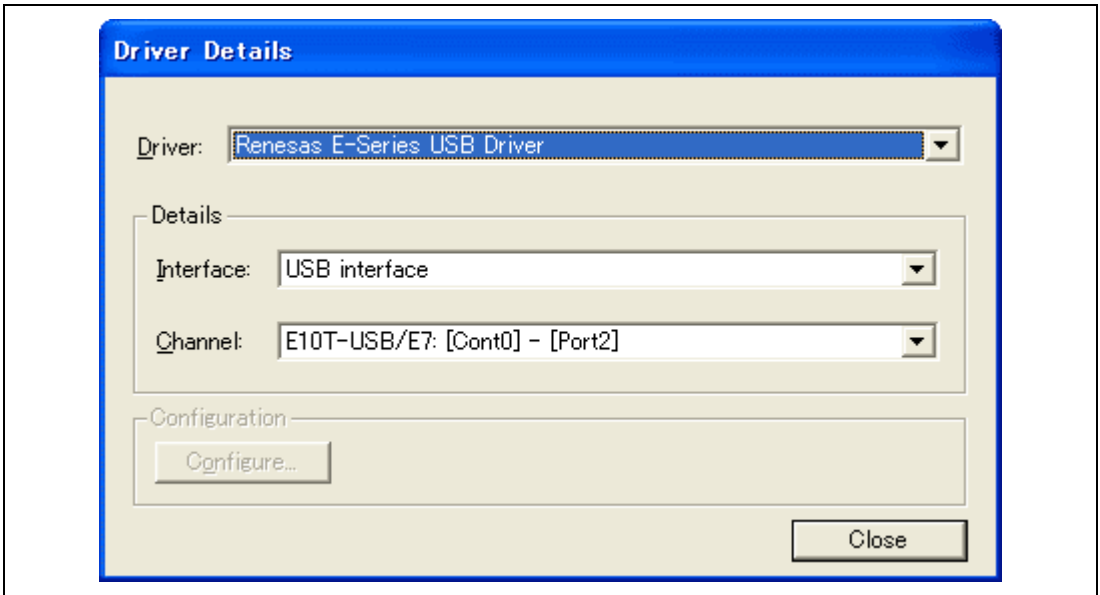 Driver Details
Driver: Renesas E-Series USB Driver
Details
Interface: USB interface
Channel: E10T-USB/E7: [Cont0] - [Port2]
Configuration
Configure...
Close